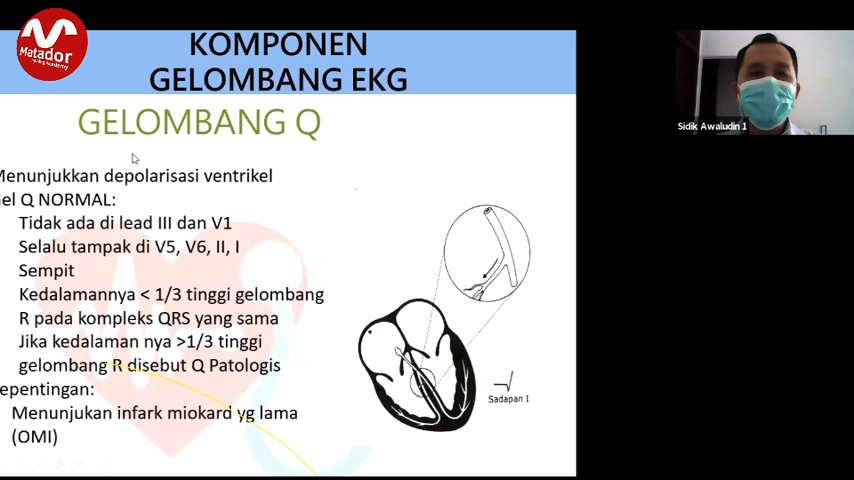 Matador
KOMPONEN
GELOMBANG EKG
GELOMBANG Q
Sidik Awaludin 1
Menunjukkan depolarisasi ventrikel
Gel Q NORMAL:
Tidak ada di lead III dan V1
Selalu tampak di V5, V6, II, I
Sempit
Kedalamannya < 1/3 tinggi gelombang
R pada kompleks QRS yang sama
Jika kedalaman nya >1/3 tinggi
gelombang R disebut Q Patologis
epentingan:
Menunjukan infark miokard yg lama
(OMI)
Sadapan I